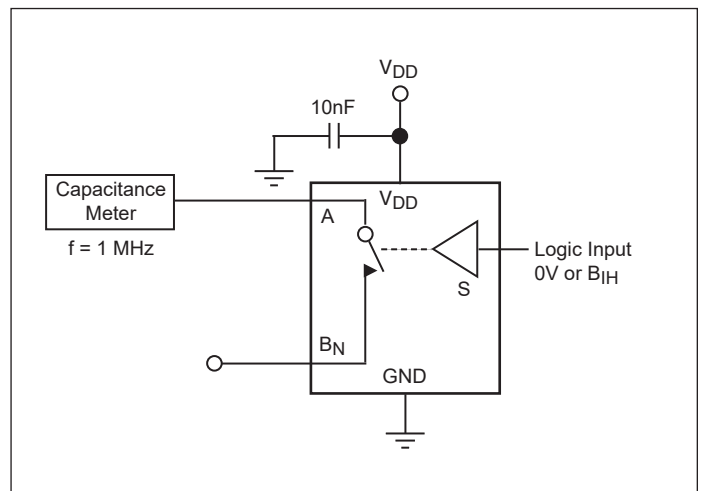 VDD
10nF
Capacitance
Meter
f = 1 MHz
VDD
A
S
Logic Input
0V or BIH
BN
GND